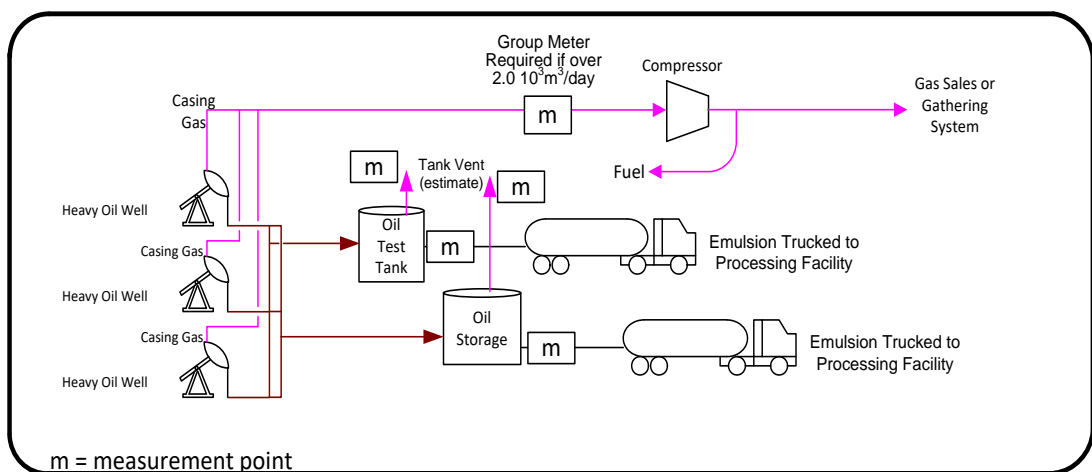 Group Meter
Required if over
2.0 10³m³/day
Compressor
Gas Sales or
Gathering
System
Casing
Gas
m
Fuel
m
Tank Vent
(estimate)
m
Heavy Oil Well
Oil
Test
Tank
m
Emulsion Trucked to
Processing Facility
Casing Gas
Heavy Oil Well
Oil
Storage
Casing Gas
m
Emulsion Trucked to
Processing Facility
Heavy Oil Well
m = measurement point